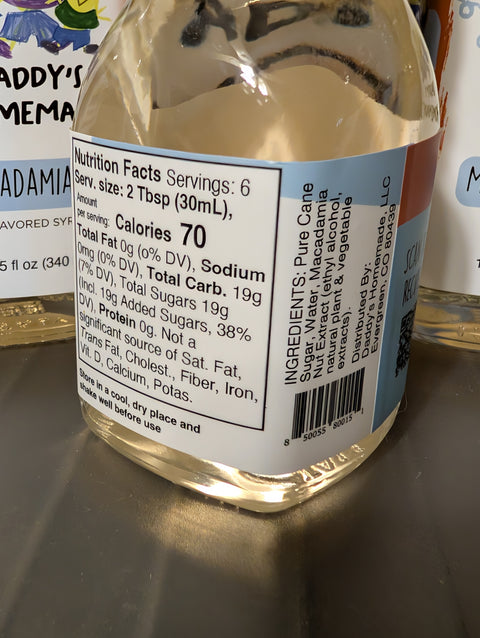 ADDY'S
MEMA
ADAMIA
AVORED SYR
5 fl oz (340
Nutrition Facts Servings: 6
Serv. size: 2 Tbsp (30mL),
Amount
per serving: Calories 70
Total Fat 0g (0% DV), Sodium
0mg (0% DV), Total Carb. 19g
(7% DV), Total Sugars 19g
(Incl. 19g Added Sugars, 38%
DV), Protein 0g. Not a
significant source of Sat. Fat,
Trans Fat, Cholest., Fiber, Iron,
Vit. D, Calcium, Potas.
Store in a cool, dry place and
shake well before use
INGREDIENTS: Pure Cane
Sugar, Water, Macadamia
Nut Extract (ethyl alcohol,
natural plant & vegetable
extracts)
Distributed By:
Daddy's Homemade, LLC
Evergreen, CO 80439
8 50055 80015 1
SCAN